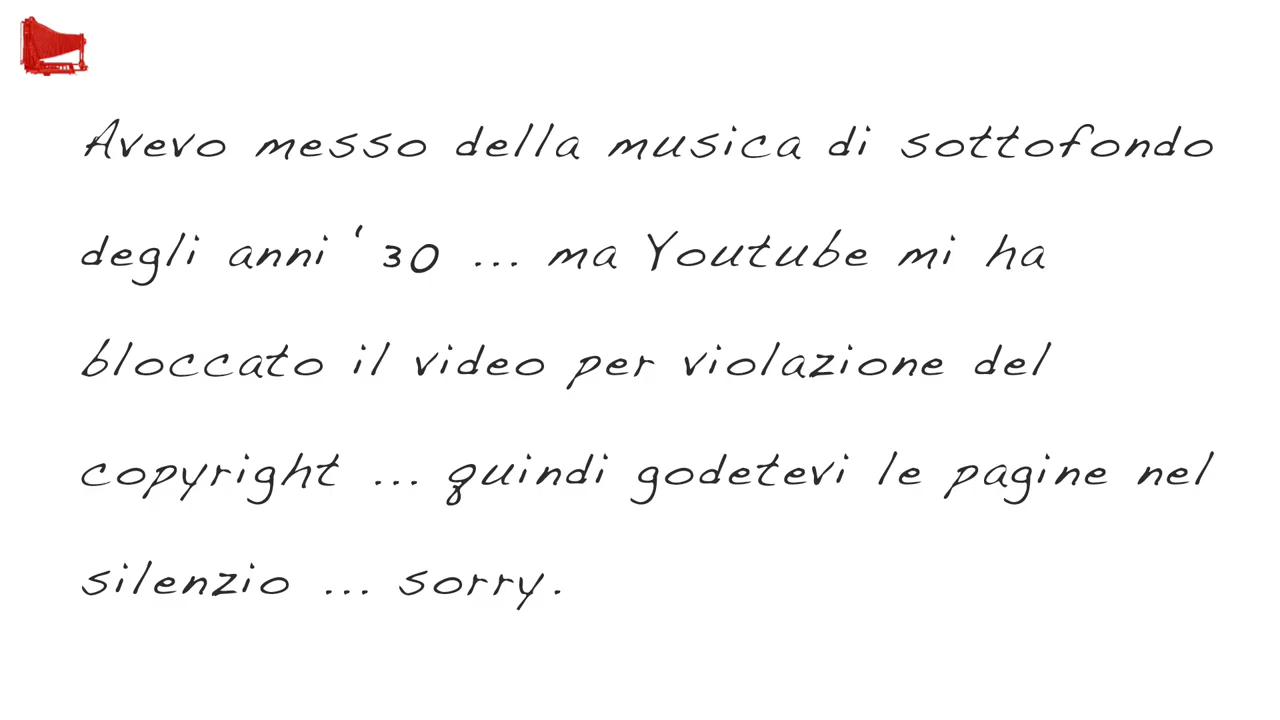 Avevo messo della musica di sottofondo
degli anni '30 ... ma Youtube mi ha
bloccato il video per violazione del
copyright ... quindi godetevi le pagine nel
silenzio ... sorry.